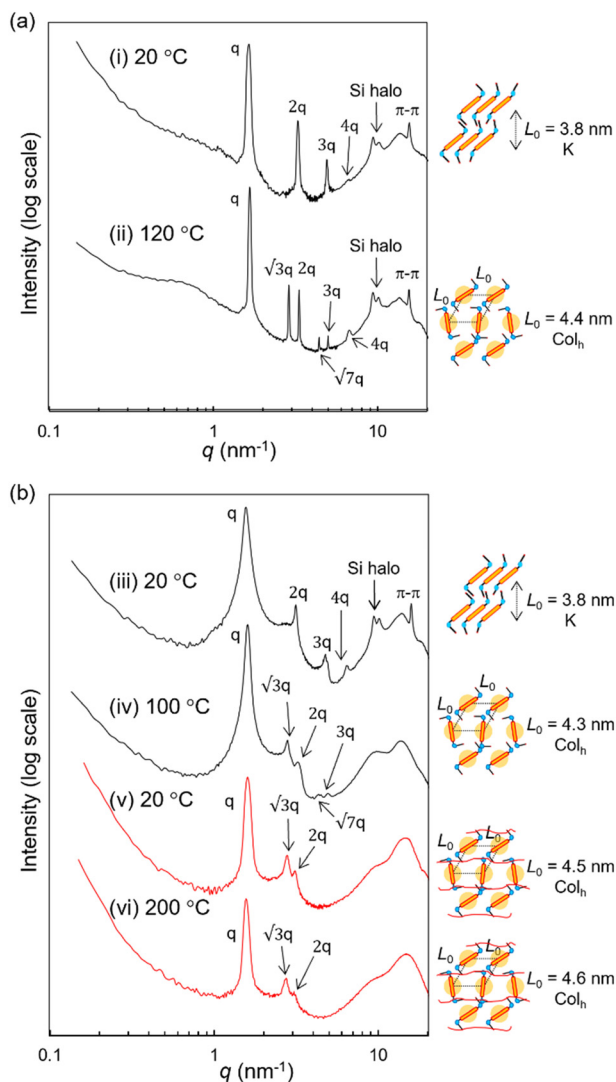 (a)
(i) 20 °C
q
2q
3q
4q
Si halo
π-π
L₀ = 3.8 nm
K
(ii) 120 °C
q
√3q
2q
3q
√7q
4q
Si halo
π-π
L₀
L₀
L₀ = 4.4 nm
Colₕ
Intensity (log scale)
0.1
1
10
q (nm⁻¹)
(b)
(iii) 20 °C
q
2q
3q
4q
Si halo
π-π
L₀ = 3.8 nm
K
(iv) 100 °C
q
√3q
2q
3q
√7q
L₀
L₀
L₀ = 4.3 nm
Colₕ
(v) 20 °C
q
√3q
2q
L₀
L₀
L₀ = 4.5 nm
Colₕ
(vi) 200 °C
q
√3q
2q
L₀
L₀
L₀ = 4.6 nm
Colₕ
Intensity (log scale)
0.1
1
10
q (nm⁻¹)